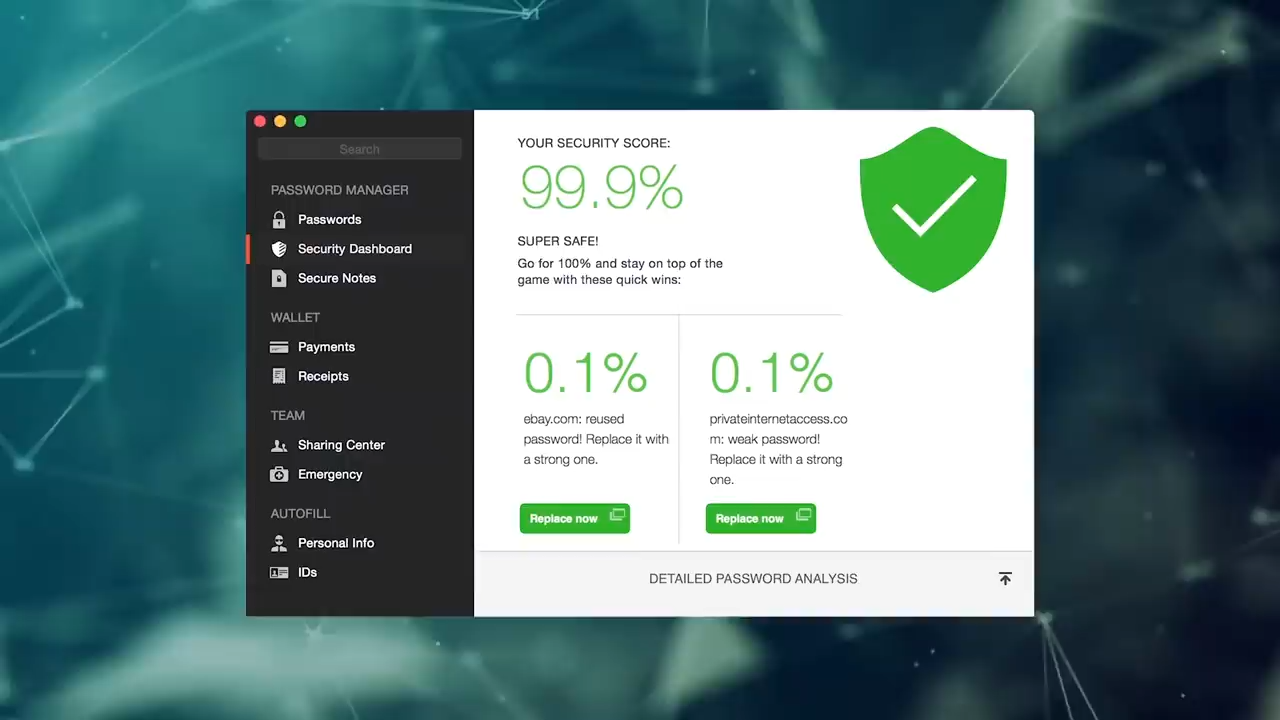 Search
PASSWORD MANAGER
Passwords
Security Dashboard
Secure Notes
WALLET
Payments
Receipts
TEAM
Sharing Center
Emergency
AUTOFILL
Personal Info
IDs
YOUR SECURITY SCORE:
99.9%
SUPER SAFE!
Go for 100% and stay on top of the
game with these quick wins:
0.1%
ebay.com: reused
password! Replace it with
a strong one.
Replace now
0.1%
privateinternetaccess.co
m: weak password!
Replace it with a strong
one.
Replace now
DETAILED PASSWORD ANALYSIS
51